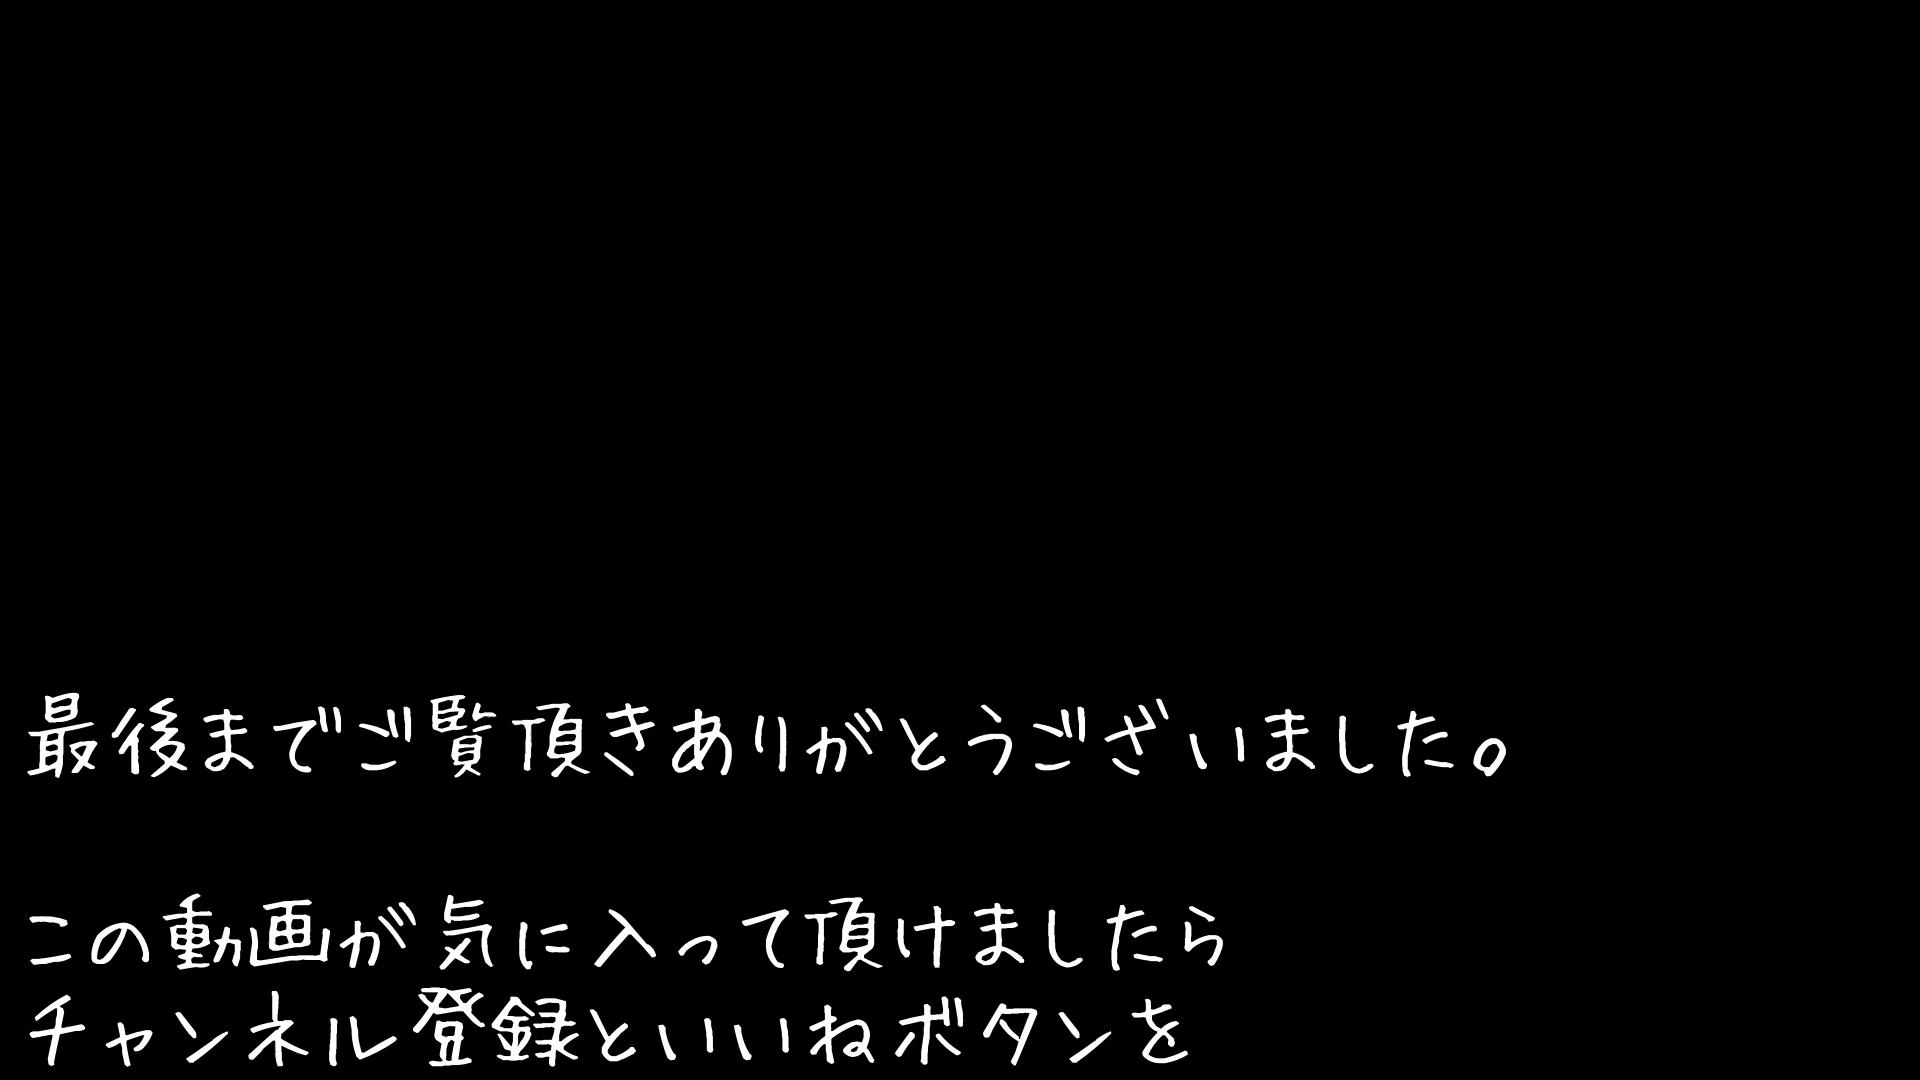 最後までご覧頂きありがとうございました。
この動画が気に入って頂けましたら
チャンネル登録といいねボタンを